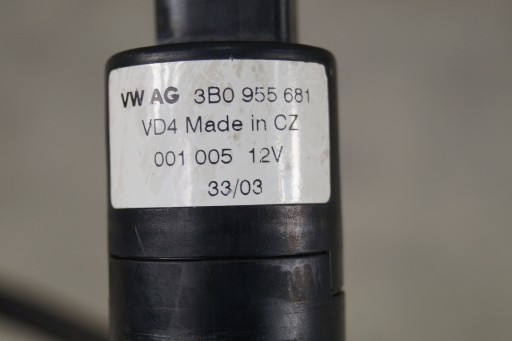 VW AG 3B0 955 681
VD4 Made in CZ
001 005 12V
33/03